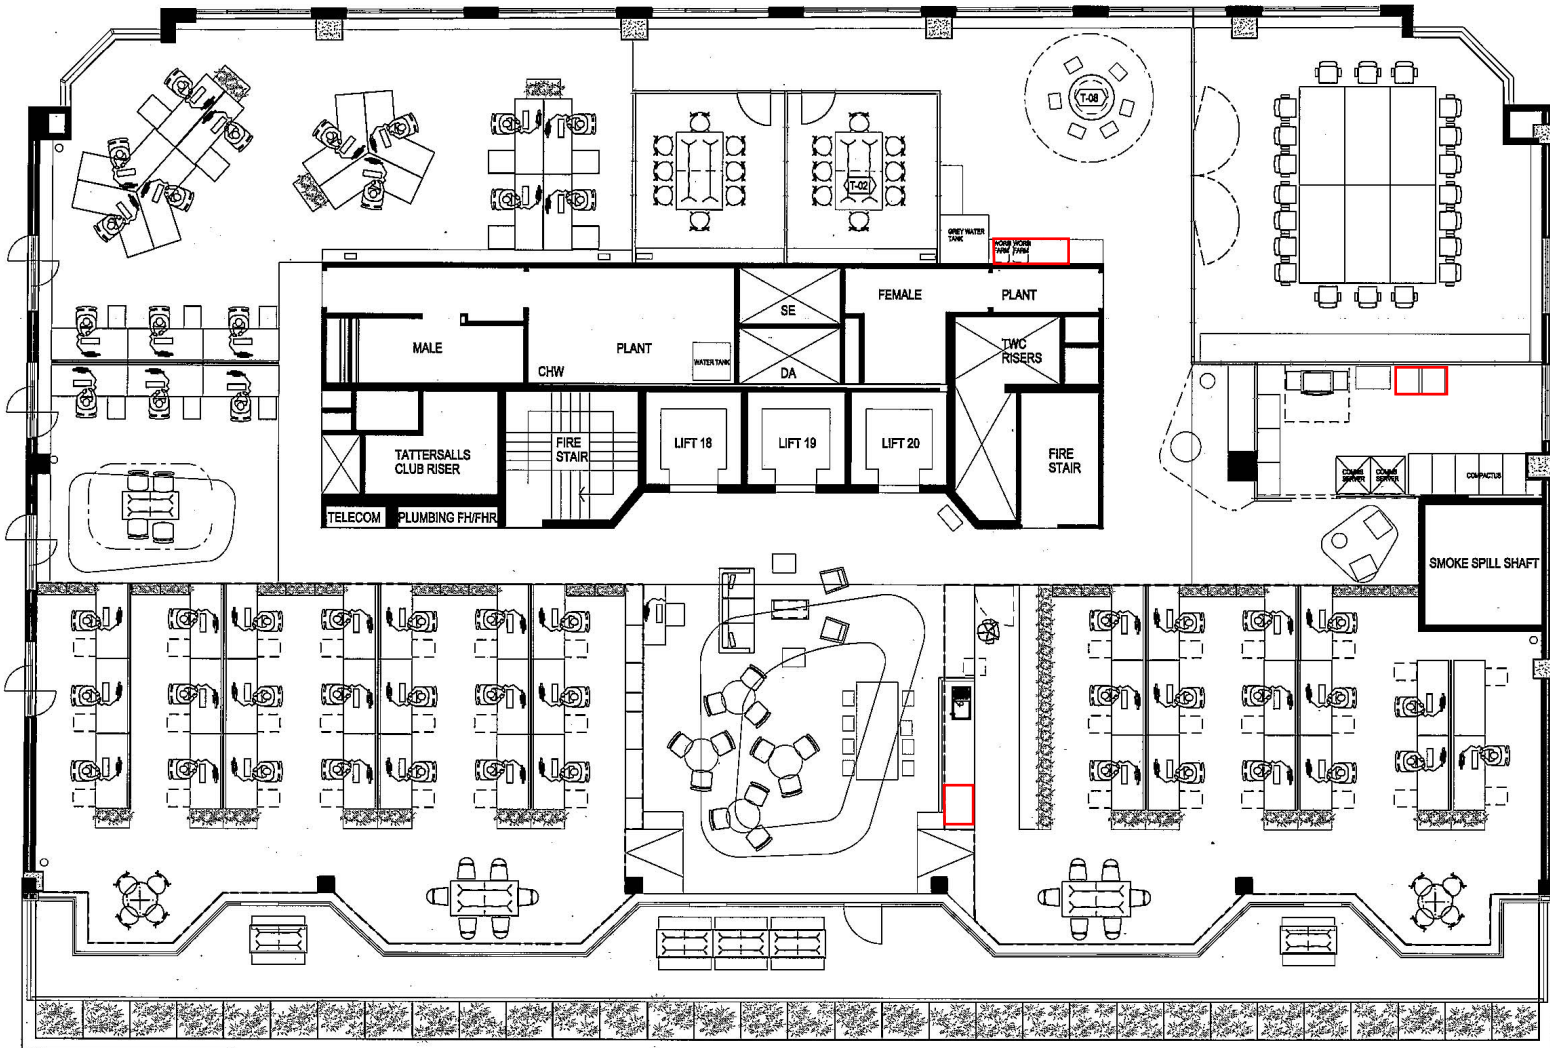 T-08
T-02
GREY WATER
TANK
WORM WORM
FARM FARM
SE
FEMALE
PLANT
MALE
PLANT
TWC
RISERS
WATER TANK
CHW
DA
TATTERSALLS
CLUB RISER
FIRE
STAIR
LIFT 18
LIFT 19
LIFT 20
FIRE
STAIR
COMMS
SERVER
COMMS
SERVER
COMPACTUS
TELECOM
PLUMBING FH/FHR
SMOKE SPILL SHAFT